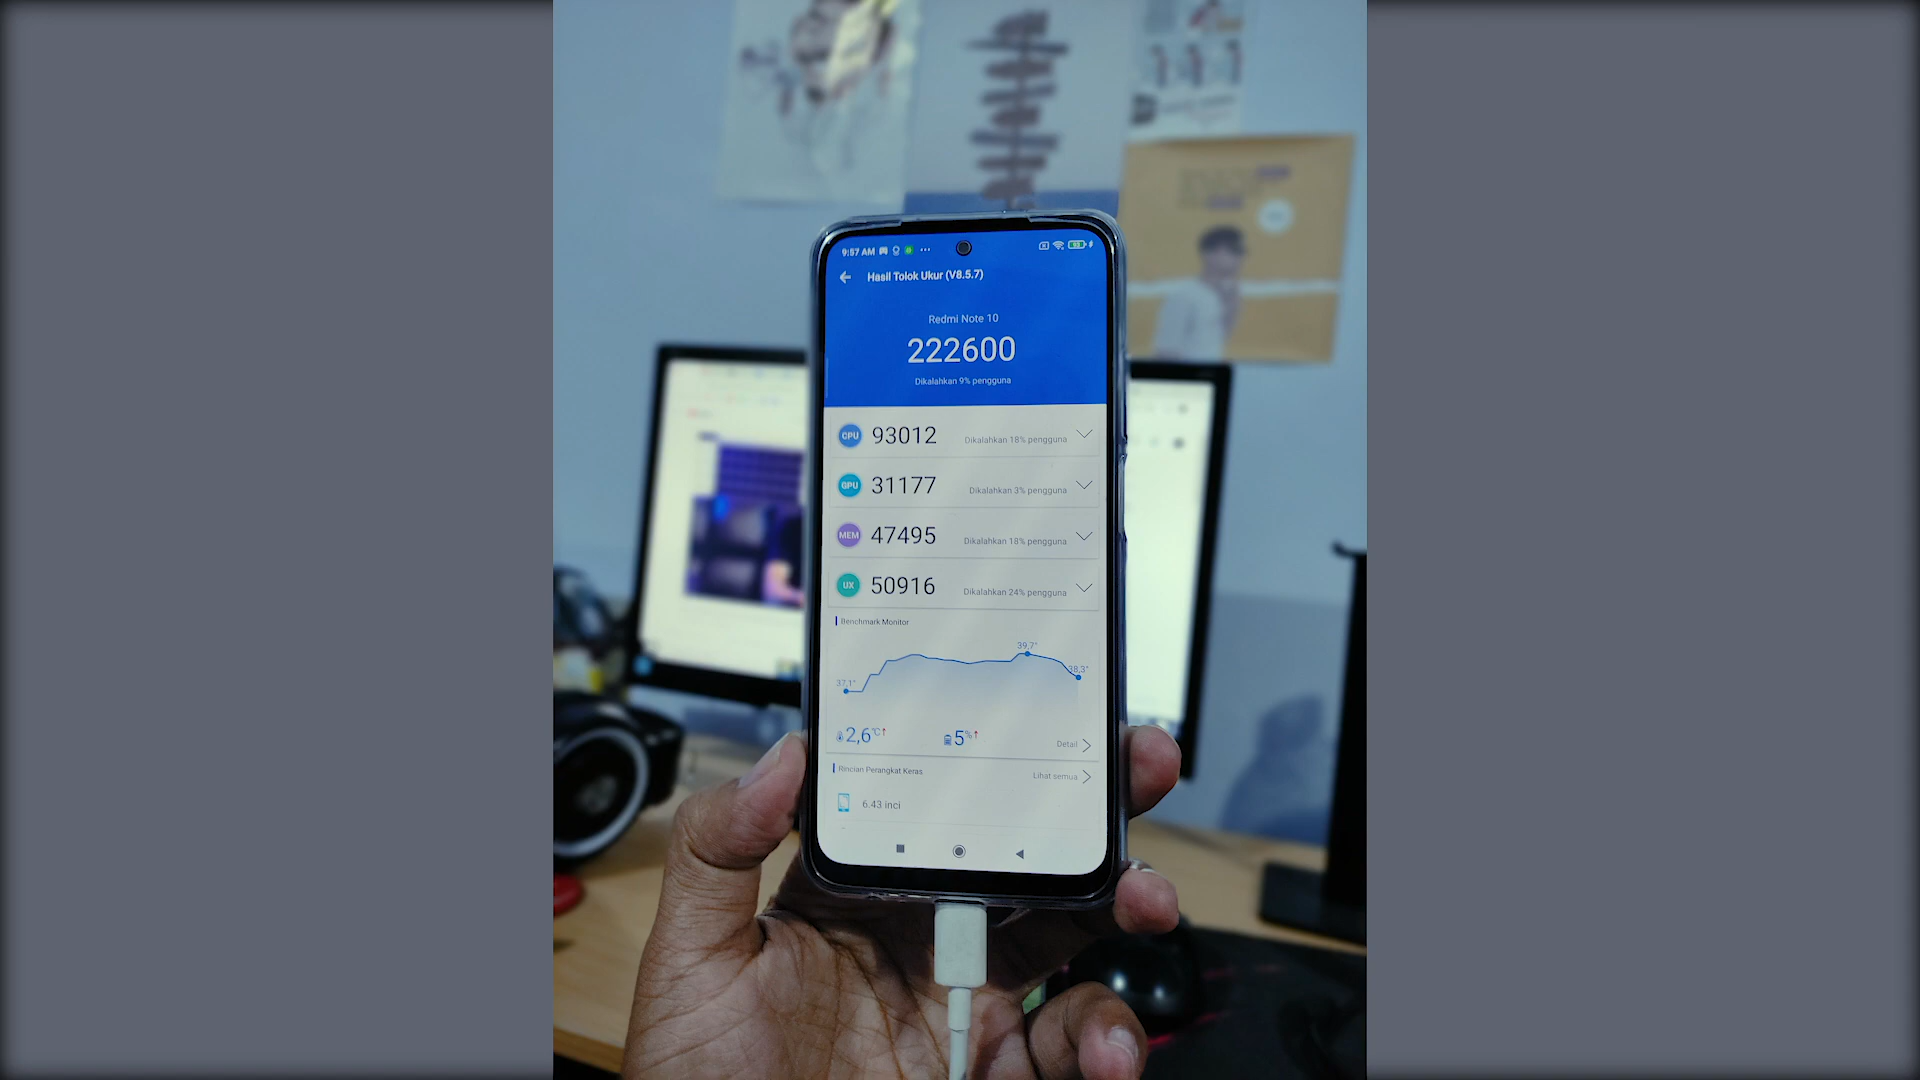 9:57 AM
93
Hasil Tolok Ukur (V8.5.7)
Redmi Note 10
222600
Dikalahkan 9% pengguna
CPU 93012 Dikalahkan 18% pengguna
GPU 31177 Dikalahkan 3% pengguna
MEM 47495 Dikalahkan 18% pengguna
UX 50916 Dikalahkan 24% pengguna
Benchmark Monitor
39,7°
38,3°
37,1°
2,6°C↑ 5%↑ Detail
Rincian Perangkat Keras Lihat semua
6.43 inci